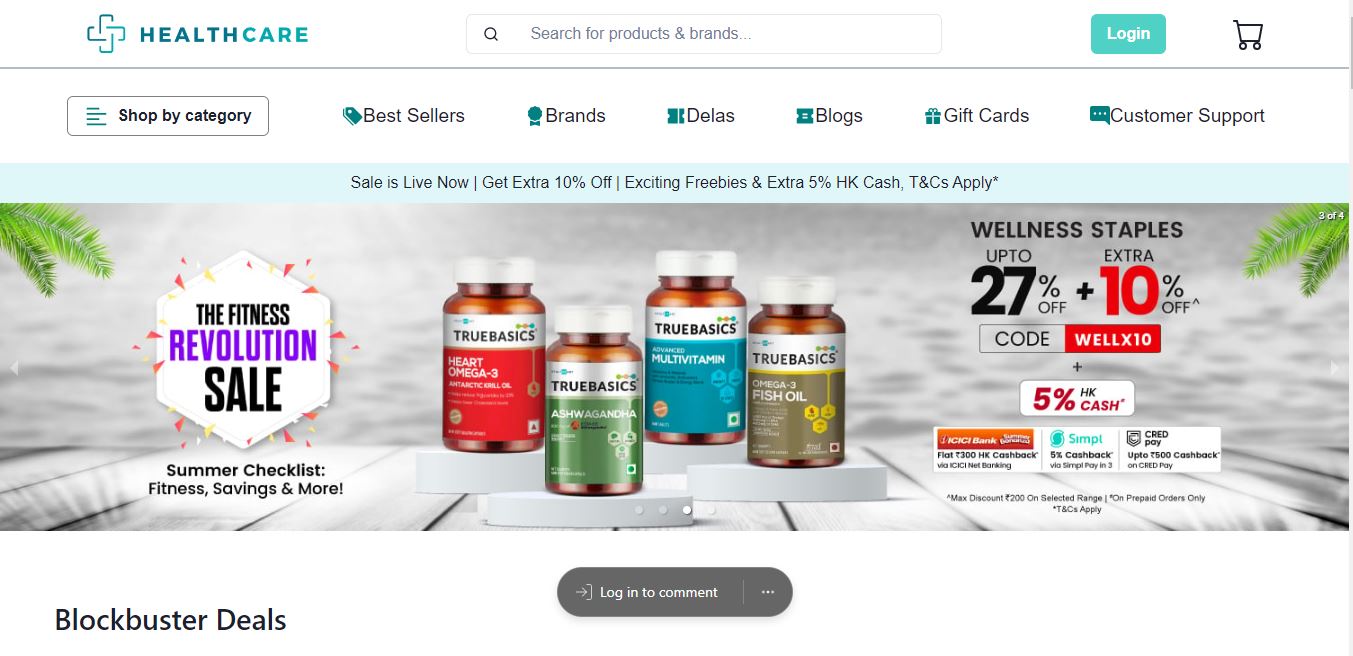 HEALTHCARE
Search for products & brands...
Login
Shop by category
Best Sellers
Brands
Delas
Blogs
Gift Cards
Customer Support
Sale is Live Now | Get Extra 10% Off | Exciting Freebies & Extra 5% HK Cash, T&Cs Apply*
3 of 4
THE FITNESS
REVOLUTION
SALE
Summer Checklist:
Fitness, Savings & More!
TRUEBASICS
HEART
OMEGA-3
ANTARCTIC KRILL OIL
TRUEBASICS
ASHWAGANDHA
TRUEBASICS
ADVANCED
MULTIVITAMIN
TRUEBASICS
OMEGA-3
FISH OIL
WELLNESS STAPLES
UPTO
27% OFF
+
EXTRA
10% OFF^
CODE WELLX10
+
5% HK CASH#
ICICI Bank Summer Bonanza
Flat ₹300 HK Cashback*
via ICICI Net Banking
Simpl
5% Cashback*
via Simpl Pay in 3
CRED pay
Upto ₹500 Cashback*
on CRED Pay
^Max Discount ₹200 On Selected Range | #On Prepaid Orders Only
*T&Cs Apply
Log in to comment
Blockbuster Deals